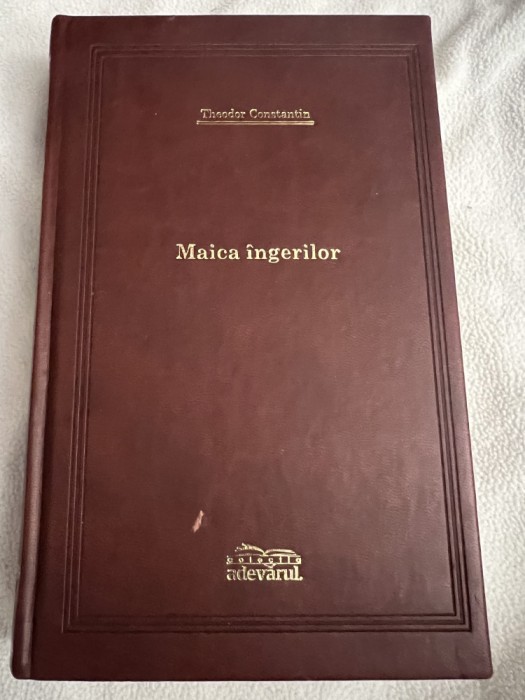 Theodor Constantin
Maica îngerilor
colecția
adevărul